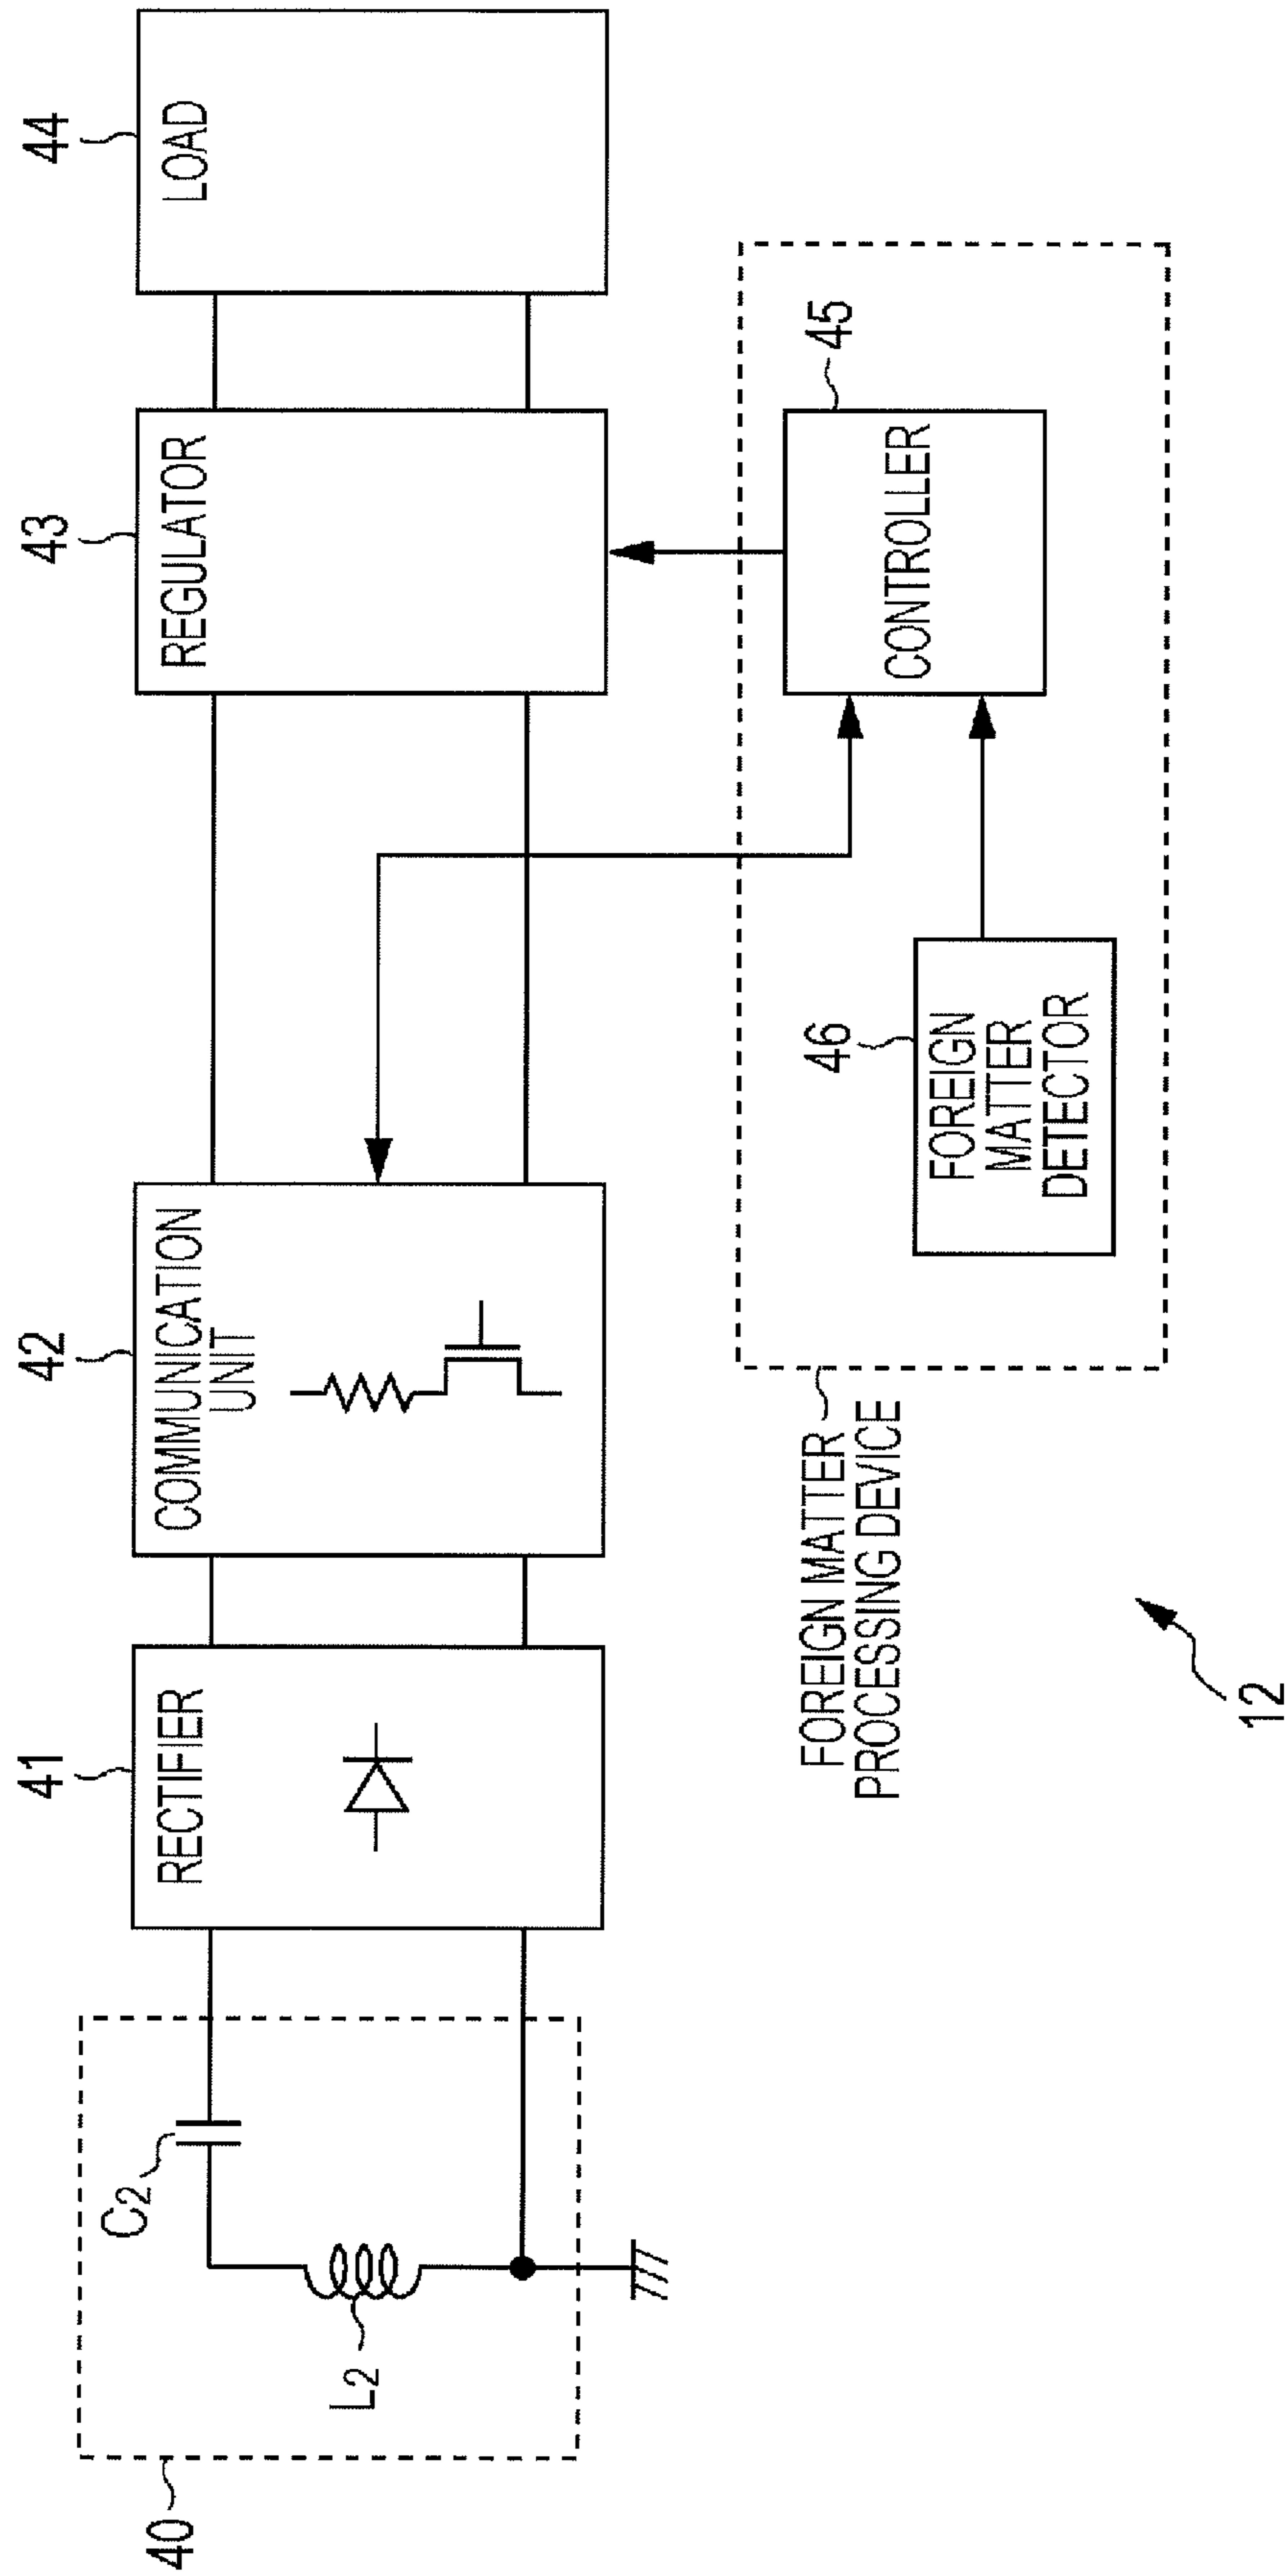 40
41
42
43
44
C2
L2
RECTIFIER
COMMUNICATION
UNIT
REGULATOR
LOAD
FOREIGN MATTER
PROCESSING DEVICE
46
FOREIGN
MATTER
DETECTOR
45
CONTROLLER
12